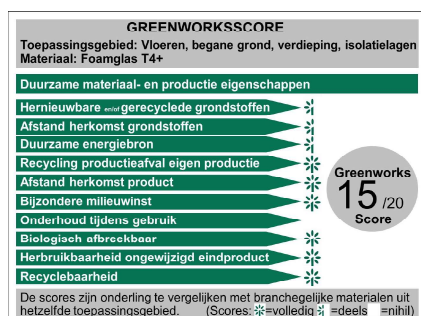 GREENWORKSSCORE
Toepassingsgebied: Vloeren, begane grond, verdieping, isolatielagen
Materiaal: Foamglas T4+
Duurzame materiaal- en productie eigenschappen
Hernieuwbare en/of gerecyclede grondstoffen
Afstand herkomst grondstoffen
Duurzame energiebron
Recycling productieafval eigen productie
Afstand herkomst product
Bijzondere milieuwinst
Onderhoud tijdens gebruik
Biologisch afbreekbaar
Herbruikbaarheid ongewijzigd eindproduct
Recyclebaarheid
Greenworks
15 /20
Score
De scores zijn onderling te vergelijken met branchegelijke materialen uit
hetzelfde toepassingsgebied. (Scores: =volledig =deels =nihil)